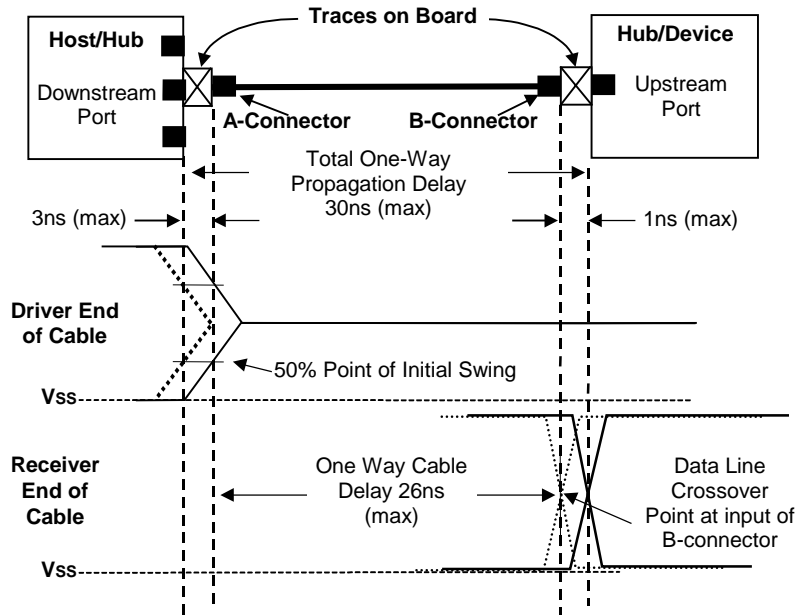 Traces on Board
Host/Hub
Hub/Device
Downstream
Port
Upstream
Port
A-Connector
B-Connector
Total One-Way
Propagation Delay
30ns (max)
3ns (max)
1ns (max)
Driver End
of Cable
50% Point of Initial Swing
VSS
Receiver
End of
Cable
One Way Cable
Delay 26ns
(max)
Data Line
Crossover
Point at input of
B-connector
VSS